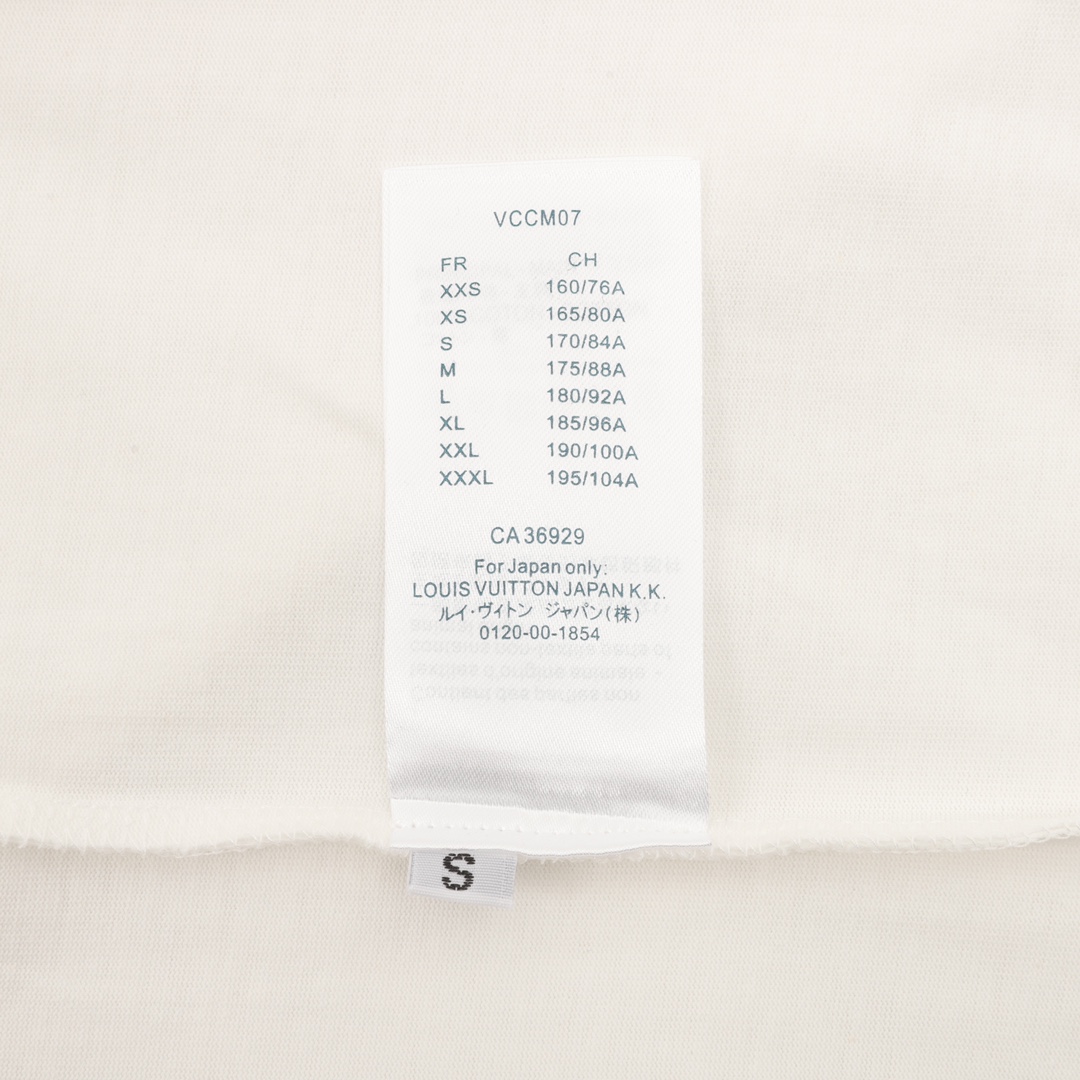 VCCM07
FR CH
XXS 160/76A
XS 165/80A
S 170/84A
M 175/88A
L 180/92A
XL 185/96A
XXL 190/100A
XXXL 195/104A
CA 36929
For Japan only:
LOUIS VUITTON JAPAN K.K.
ルイ・ヴィトン ジャパン(株)
0120-00-1854
S